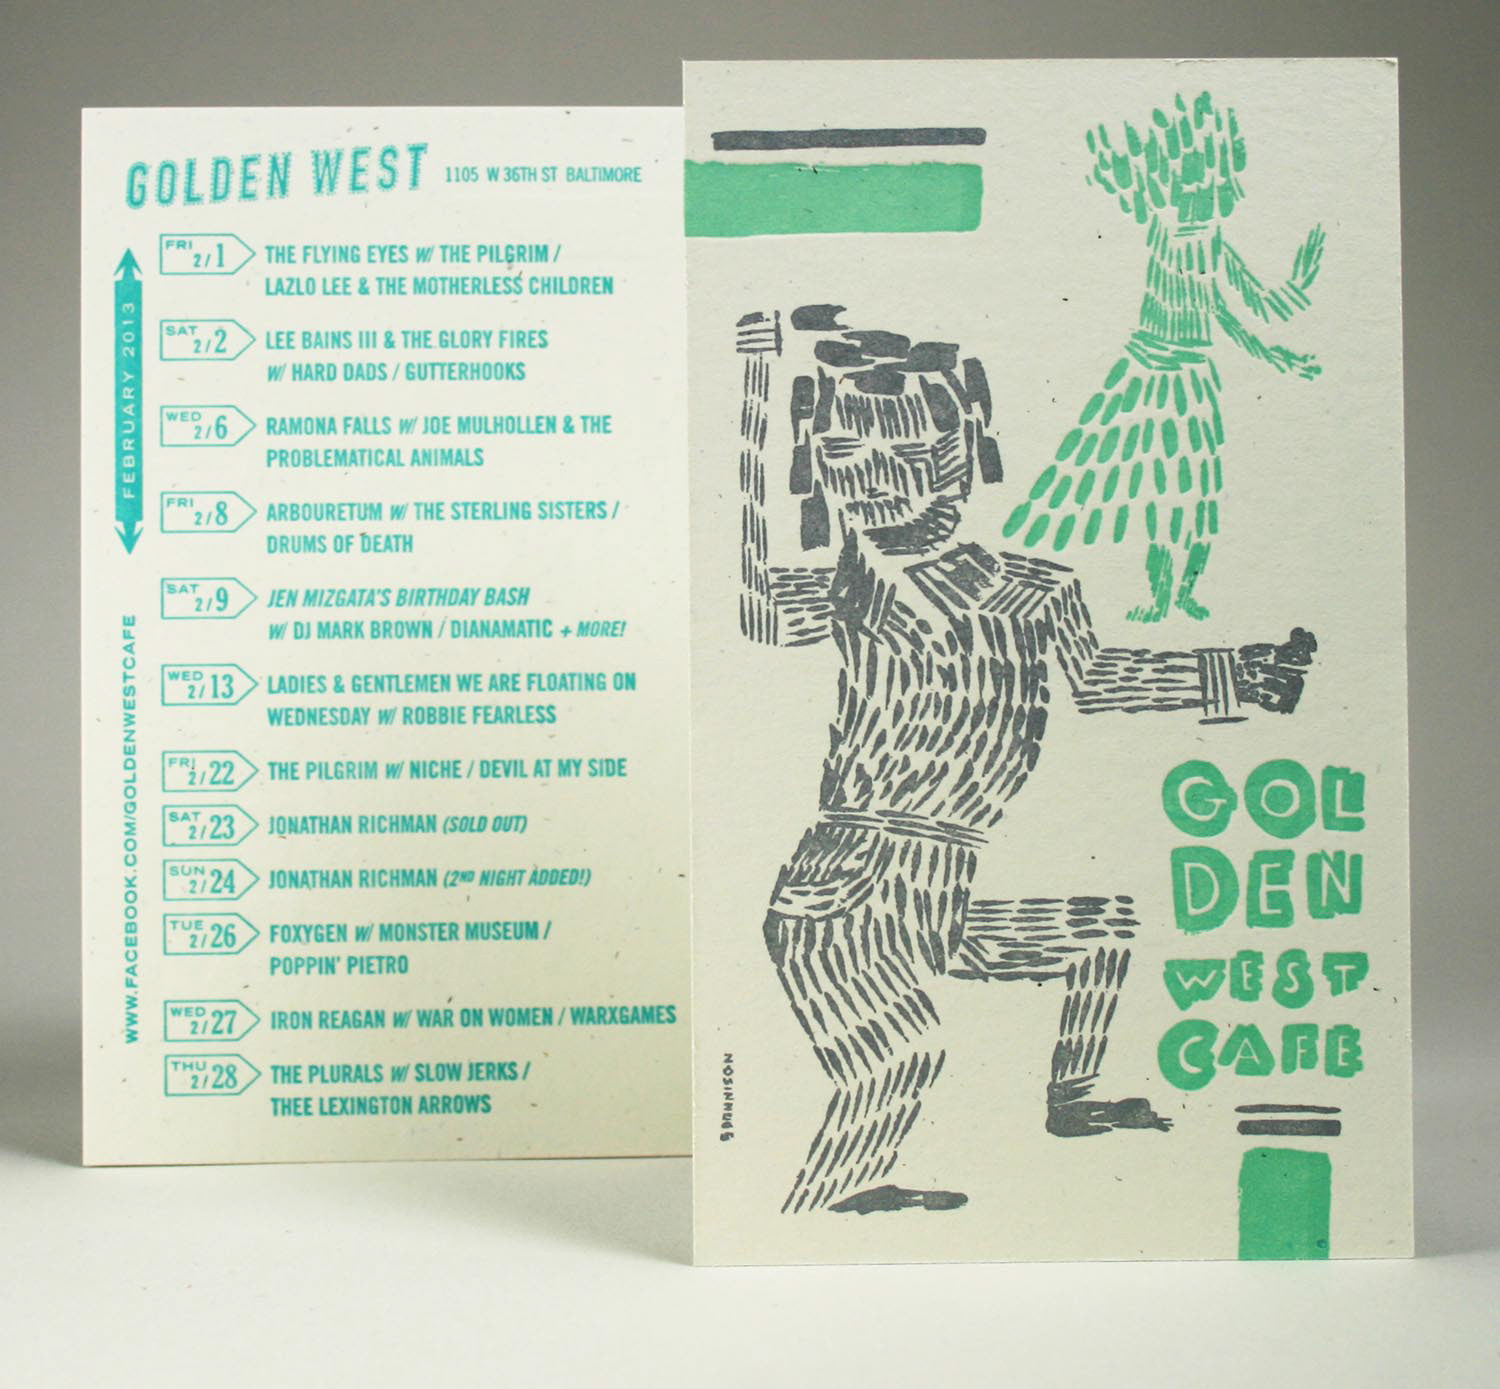 GOLDEN WEST 1105 W 36TH ST BALTIMORE
FEBRUARY 2013
WWW.FACEBOOK.COM/GOLDENWESTCAFE
FRI 2/1 THE FLYING EYES W/ THE PILGRIM /
LAZLO LEE & THE MOTHERLESS CHILDREN
SAT 2/2 LEE BAINS III & THE GLORY FIRES
W/ HARD DADS / GUTTERHOOKS
WED 2/6 RAMONA FALLS W/ JOE MULHOLLEN & THE
PROBLEMATICAL ANIMALS
FRI 2/8 ARBOURETUM W/ THE STERLING SISTERS /
DRUMS OF DEATH
SAT 2/9 JEN MIZGATA'S BIRTHDAY BASH
W/ DJ MARK BROWN / DIANAMATIC + MORE!
WED 2/13 LADIES & GENTLEMEN WE ARE FLOATING ON
WEDNESDAY W/ ROBBIE FEARLESS
FRI 2/22 THE PILGRIM W/ NICHE / DEVIL AT MY SIDE
SAT 2/23 JONATHAN RICHMAN (SOLD OUT)
SUN 2/24 JONATHAN RICHMAN (2ND NIGHT ADDED!)
TUE 2/26 FOXYGEN W/ MONSTER MUSEUM /
POPPIN' PIETRO
WED 2/27 IRON REAGAN W/ WAR ON WOMEN / WARXGAMES
THU 2/28 THE PLURALS W/ SLOW JERKS /
THEE LEXINGTON ARROWS
GOL
DEN
WEST
CAFE